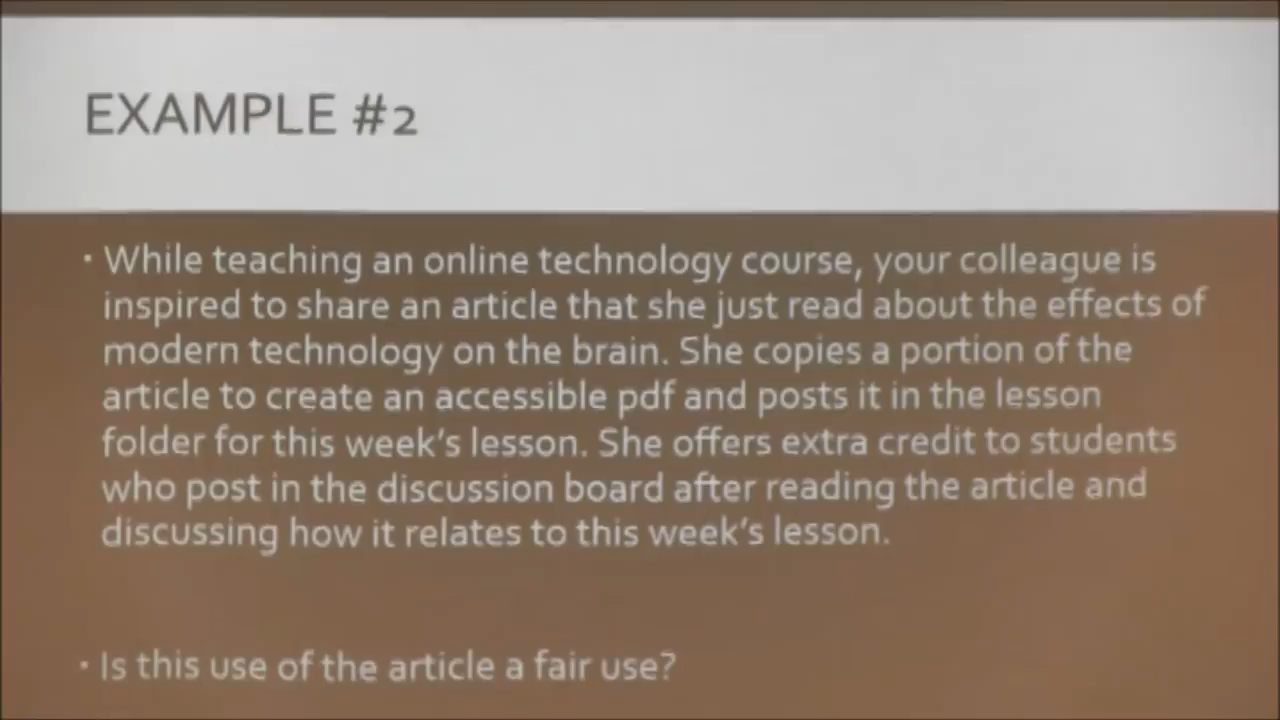 EXAMPLE #2
· While teaching an online technology course, your colleague is
inspired to share an article that she just read about the effects of
modern technology on the brain. She copies a portion of the
article to create an accessible pdf and posts it in the lesson
folder for this week's lesson. She offers extra credit to students
who post in the discussion board after reading the article and
discussing how it relates to this week's lesson.
· Is this use of the article a fair use?